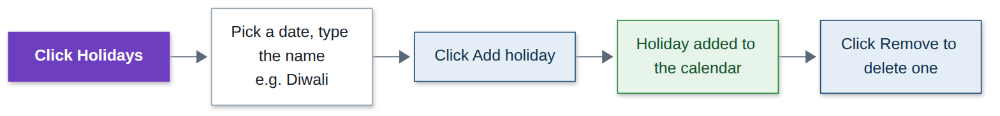 Click Holidays
Pick a date, type
the name
e.g. Diwali
Click Add holiday
Holiday added to
the calendar
Click Remove to
delete one